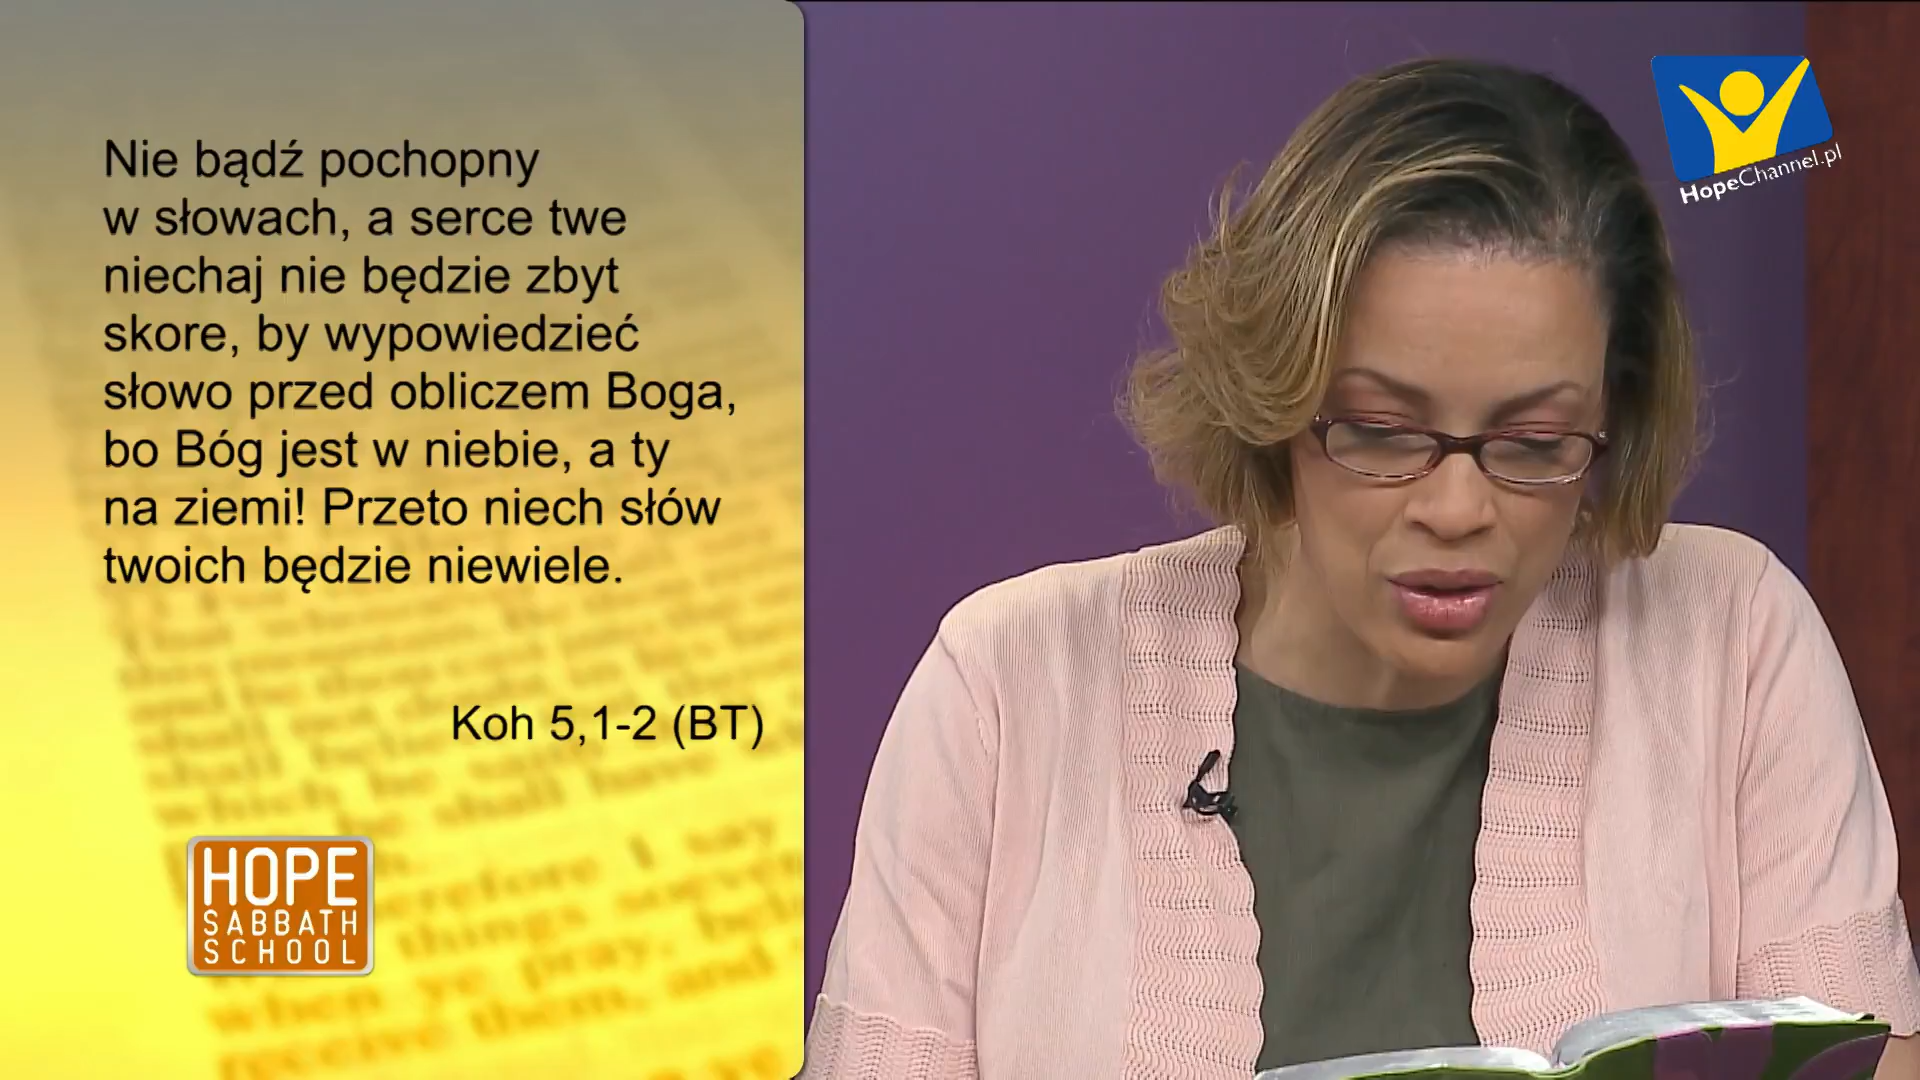 Nie bądź pochopny
w słowach, a serce twe
niechaj nie będzie zbyt
skore, by wypowiedzieć
słowo przed obliczem Boga,
bo Bóg jest w niebie, a ty
na ziemi! Przeto niech słów
twoich będzie niewiele.
Koh 5,1-2 (BT)
HOPE
SABBATH
SCHOOL
HopeChannel.pl